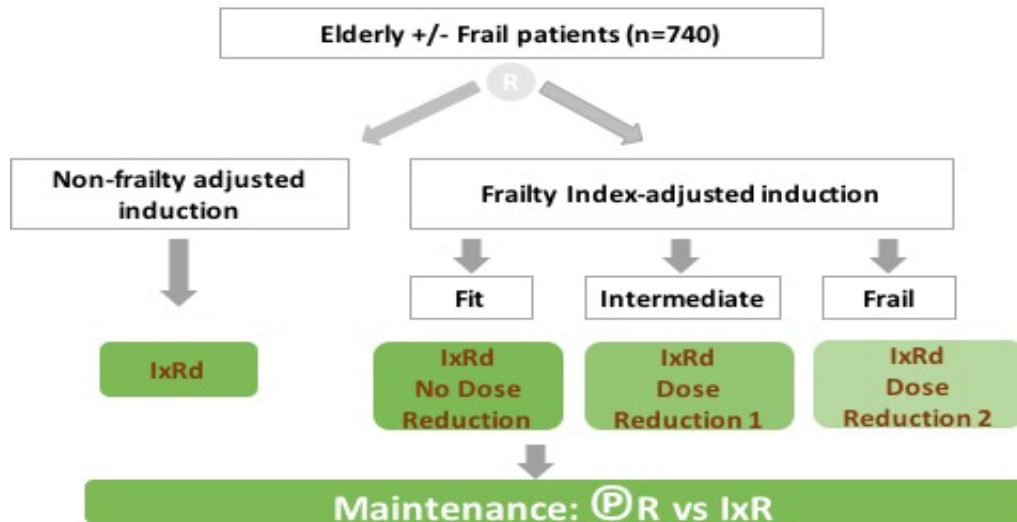 Elderly +/- Frail patients (n=740)
R
Non-frailty adjusted
induction
Frailty Index-adjusted induction
Fit
Intermediate
Frail
IxRd
IxRd
No Dose
Reduction
IxRd
Dose
Reduction 1
IxRd
Dose
Reduction 2
Maintenance: ⓅR vs IxR